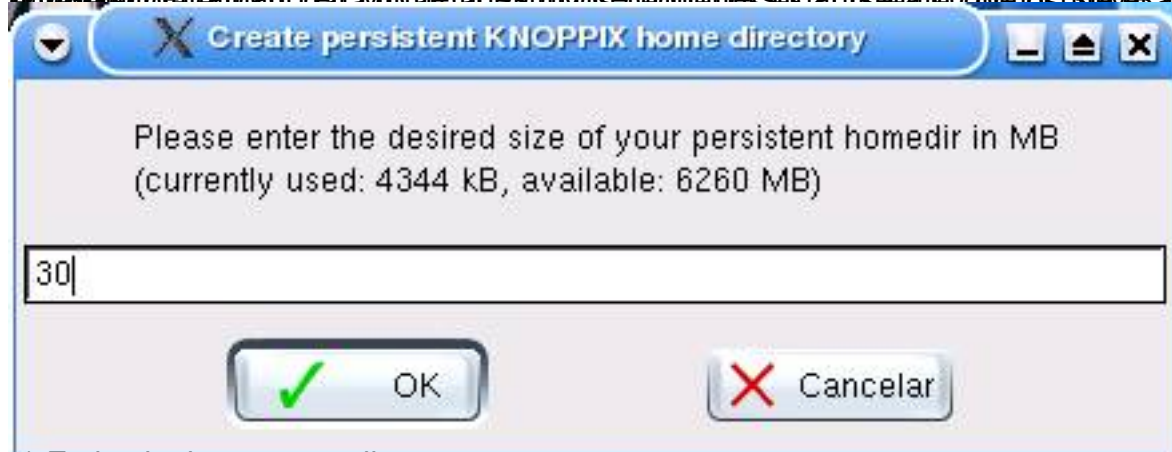 Create persistent KNOPPIX home directory
Please enter the desired size of your persistent homedir in MB
(currently used: 4344 kB, available: 6260 MB)
30
OK
Cancelar